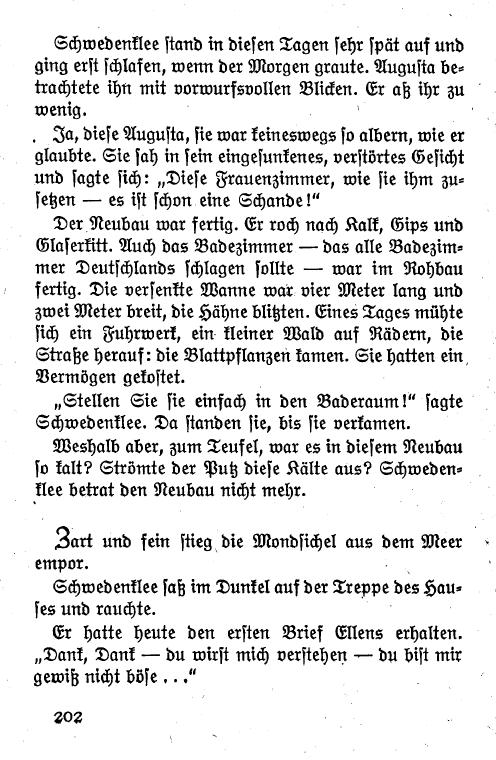 Schwedenklee stand in diesen Tagen sehr spät auf und
ging erst schlafen, wenn der Morgen graute. Augusta be-
trachtete ihn mit vorwurfsvollen Blicken. Er aß ihr zu
wenig.
Ja, diese Augusta, sie war keineswegs so albern, wie er
glaubte. Sie sah in sein eingesunkenes, verstörtes Gesicht
und sagte sich: „Diese Frauenzimmer, wie sie ihm zu-
setzen — es ist schon eine Schande!“
Der Neubau war fertig. Er roch nach Kalk, Gips und
Glaserkitt. Auch das Badezimmer — das alle Badezim-
mer Deutschlands schlagen sollte — war im Rohbau
fertig. Die versenkte Wanne war vier Meter lang und
zwei Meter breit, die Hähne blitzten. Eines Tages mühte
sich ein Fuhrwerk, ein kleiner Wald auf Rädern, die
Straße herauf: die Blattpflanzen kamen. Sie hatten ein
Vermögen gekostet.
„Stellen Sie sie einfach in den Baderaum!“ sagte
Schwedenklee. Da standen sie, bis sie verkamen.
Weshalb aber, zum Teufel, war es in diesem Neubau
so kalt? Strömte der Putz diese Kälte aus? Schweden-
klee betrat den Neubau nicht mehr.
Zart und fein stieg die Mondsichel aus dem Meer
empor.
Schwedenklee saß im Dunkel auf der Treppe des Hau-
ses und rauchte.
Er hatte heute den ersten Brief Ellens erhalten.
„Dank, Dank — du wirst mich verstehen — du bist mir
gewiß nicht böse . . .“
202